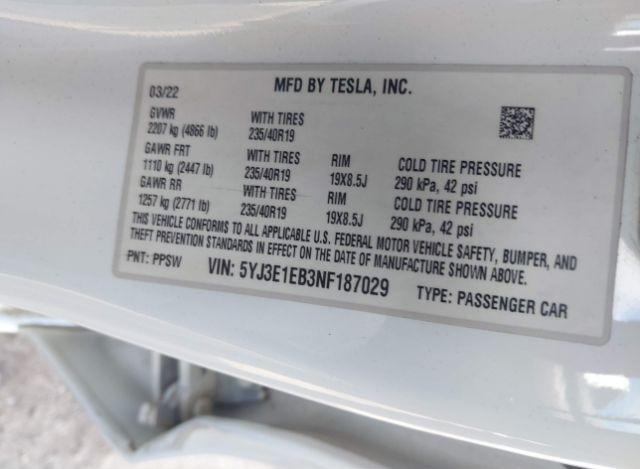 MFD BY TESLA, INC.
03/22
GVWR WITH TIRES
2207 kg (4866 lb) 235/40R19
GAWR FRT WITH TIRES RIM COLD TIRE PRESSURE
1110 kg (2447 lb) 235/40R19 19X8.5J 290 kPa, 42 psi
GAWR RR WITH TIRES RIM COLD TIRE PRESSURE
1257 kg (2771 lb) 235/40R19 19X8.5J 290 kPa, 42 psi
THIS VEHICLE CONFORMS TO ALL APPLICABLE U.S. FEDERAL MOTOR VEHICLE SAFETY, BUMPER, AND
THEFT PREVENTION STANDARDS IN EFFECT ON THE DATE OF MANUFACTURE SHOWN ABOVE.
PNT: PPSW VIN: 5YJ3E1EB3NF187029 TYPE: PASSENGER CAR